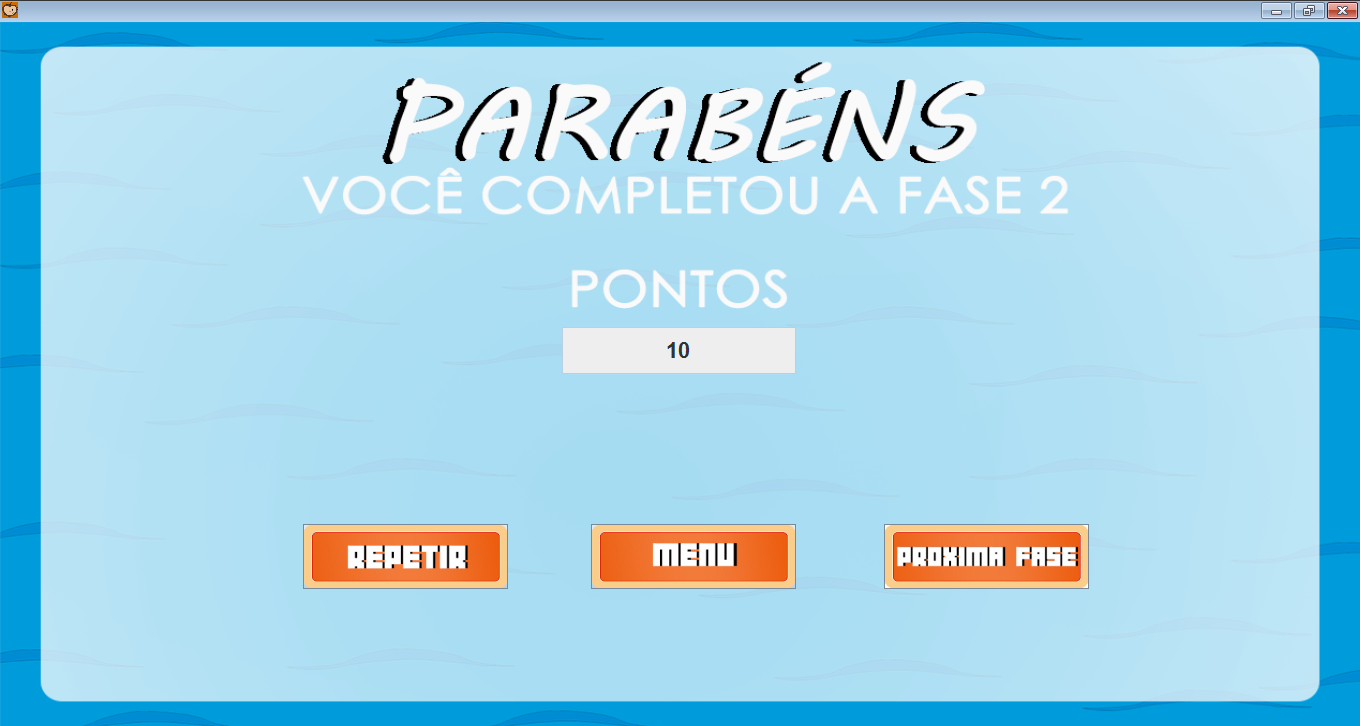 PARABÉNS
VOCÊ COMPLETOU A FASE 2
PONTOS
10
REPETIR
MENU
PROXIMA FASE